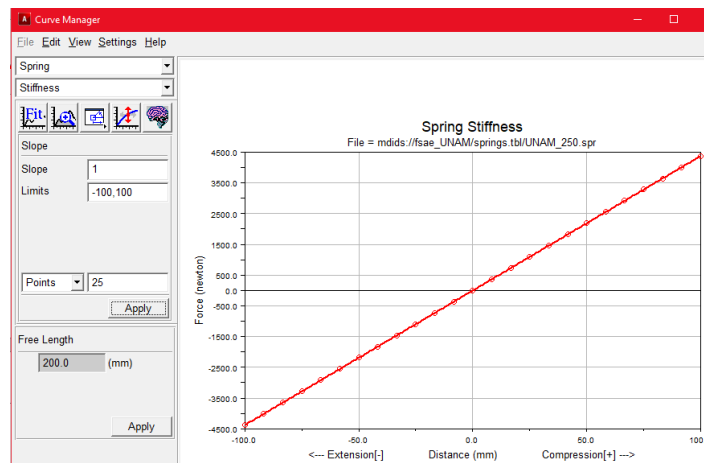 Curve Manager
File Edit View Settings Help
Spring
Stiffness
Fit
Slope
Slope 1
Limits -100,100
Points 25
Apply
Free Length
200.0 (mm)
Apply
Spring Stiffness
File = mdids://fsae_UNAM/springs.tbl/UNAM_250.spr
Force (newton)
4500.0
3500.0
2500.0
1500.0
500.0
0.0
-500.0
-1500.0
-2500.0
-3500.0
-4500.0
-100.0 -50.0 0.0 50.0 100.0
<--- Extension[-] Distance (mm) Compression[+] --->